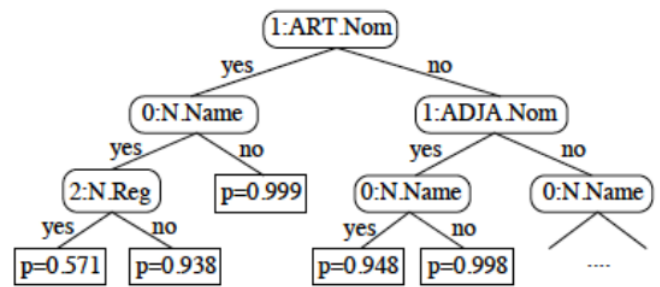 1:ART.Nom
yes no
0:N.Name 1:ADJA.Nom
yes no yes no
2:N.Reg p=0.999 0:N.Name 0:N.Name
yes no yes no
p=0.571 p=0.938 p=0.948 p=0.998 ....